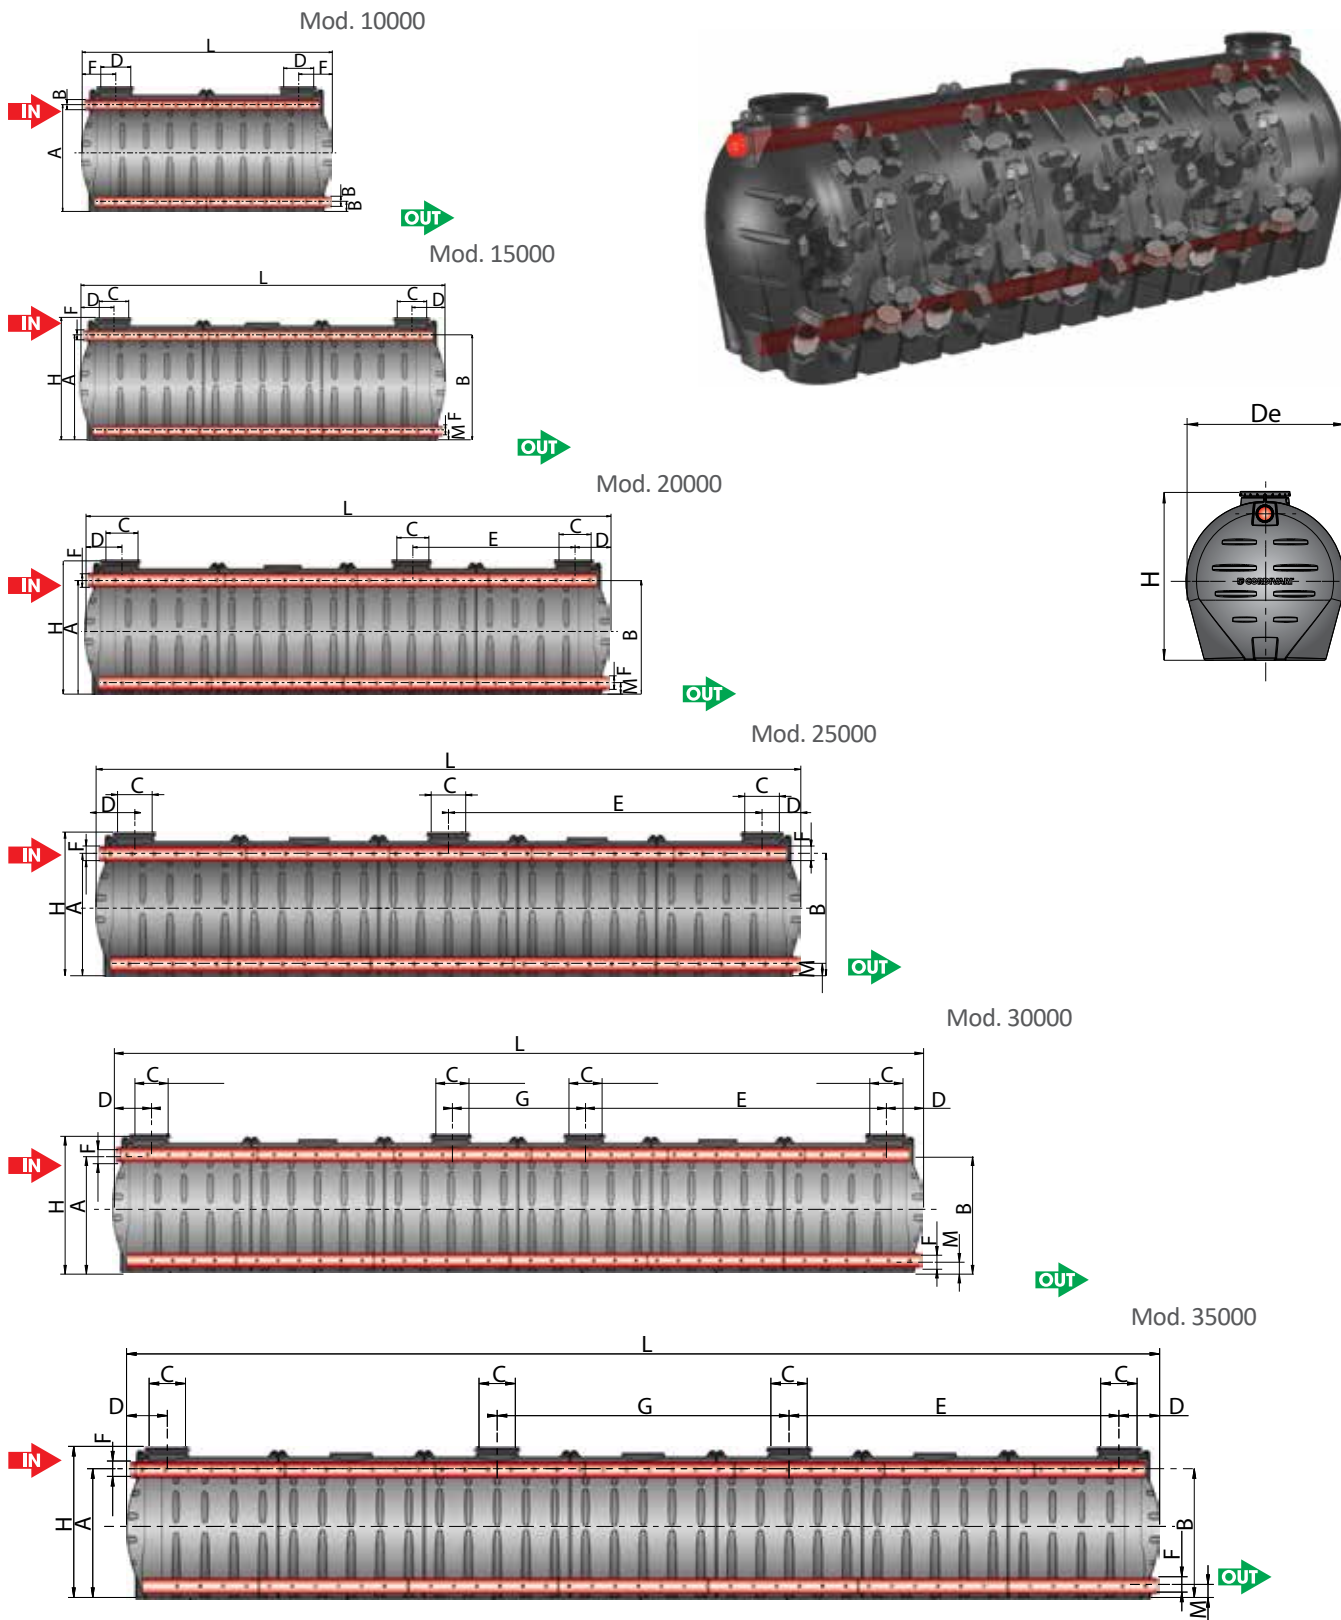 Mod. 10000
L
F D D F
B
IN
A
B
B
OUT
Mod. 15000
L
F D C C D
IN
H A B
F
M
OUT
Mod. 20000
L
C C E C
F D D
IN
H A B
F
M
OUT
De
H
CORDIVARI
Mod. 25000
L
C C E C
D D
F F
IN
H A B
M
OUT
Mod. 30000
L
C C C C
D G E D
F
IN
H A B
F M
OUT
Mod. 35000
L
C C C C
D G E D
F
IN
H A B
F
M
OUT